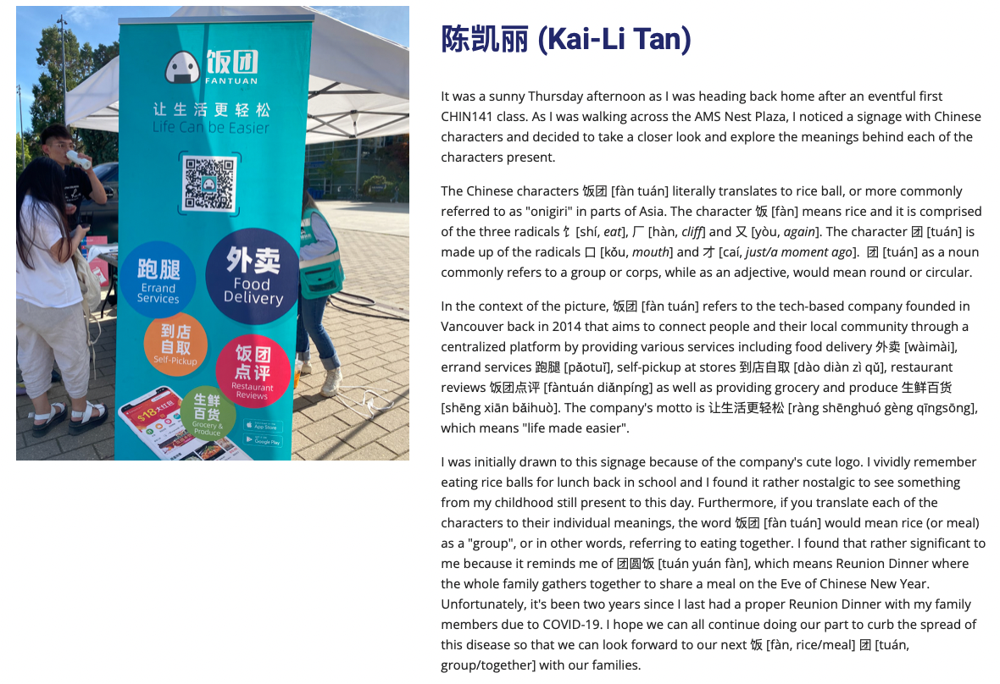 饭团
FANTUAN
让生活更轻松
Life Can be Easier
跑腿
Errand
Services
外卖
Food
Delivery
到店
自取
Self-Pickup
饭团
点评
Restaurant
Reviews
生鲜
百货
Grocery &
Produce
$18大红包
App Store
Google Play
陈凯丽 (Kai-Li Tan)
It was a sunny Thursday afternoon as I was heading back home after an eventful first
CHIN141 class. As I was walking across the AMS Nest Plaza, I noticed a signage with Chinese
characters and decided to take a closer look and explore the meanings behind each of the
characters present.
The Chinese characters 饭团 [fàn tuán] literally translates to rice ball, or more commonly
referred to as "onigiri" in parts of Asia. The character 饭 [fàn] means rice and it is comprised
of the three radicals 饣[shí, eat], 厂 [hàn, cliff] and 又 [yòu, again]. The character 团 [tuán] is
made up of the radicals 口 [kǒu, mouth] and 才 [caí, just/a moment ago].  团 [tuán] as a noun
commonly refers to a group or corps, while as an adjective, would mean round or circular.
In the context of the picture, 饭团 [fàn tuán] refers to the tech-based company founded in
Vancouver back in 2014 that aims to connect people and their local community through a
centralized platform by providing various services including food delivery 外卖 [wàimài],
errand services 跑腿 [pǎotuǐ], self-pickup at stores 到店自取 [dào diàn zì qǔ], restaurant
reviews 饭团点评 [fàntuán diǎnpíng] as well as providing grocery and produce 生鲜百货
[shēng xiān bǎihuò]. The company's motto is 让生活更轻松 [ràng shēnghuó gèng qīngsōng],
which means "life made easier".
I was initially drawn to this signage because of the company's cute logo. I vividly remember
eating rice balls for lunch back in school and I found it rather nostalgic to see something
from my childhood still present to this day. Furthermore, if you translate each of the
characters to their individual meanings, the word 饭团 [fàn tuán] would mean rice (or meal)
as a "group", or in other words, referring to eating together. I found that rather significant to
me because it reminds me of 团圆饭 [tuán yuán fàn], which means Reunion Dinner where
the whole family gathers together to share a meal on the Eve of Chinese New Year.
Unfortunately, it's been two years since I last had a proper Reunion Dinner with my family
members due to COVID-19. I hope we can all continue doing our part to curb the spread of
this disease so that we can look forward to our next 饭 [fàn, rice/meal] 团 [tuán,
group/together] with our families.